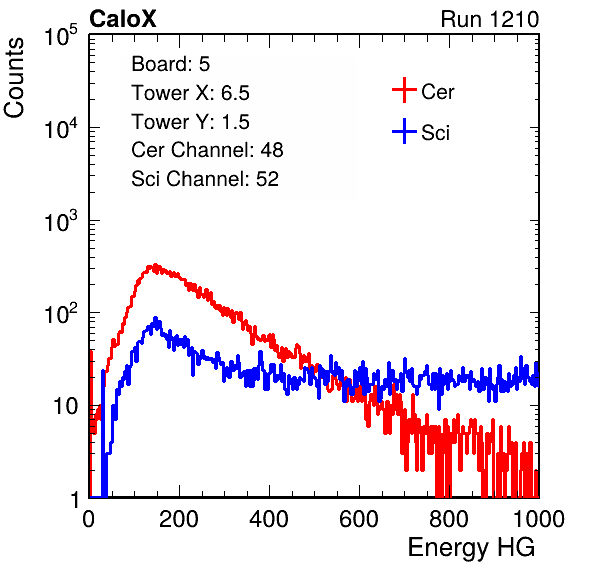 CaloX Run 1210
Counts
Board: 5
Tower X: 6.5
Tower Y: 1.5
Cer Channel: 48
Sci Channel: 52
Cer
Sci
10^5
10^4
10^3
10^2
10
1
0 200 400 600 800 1000
Energy HG